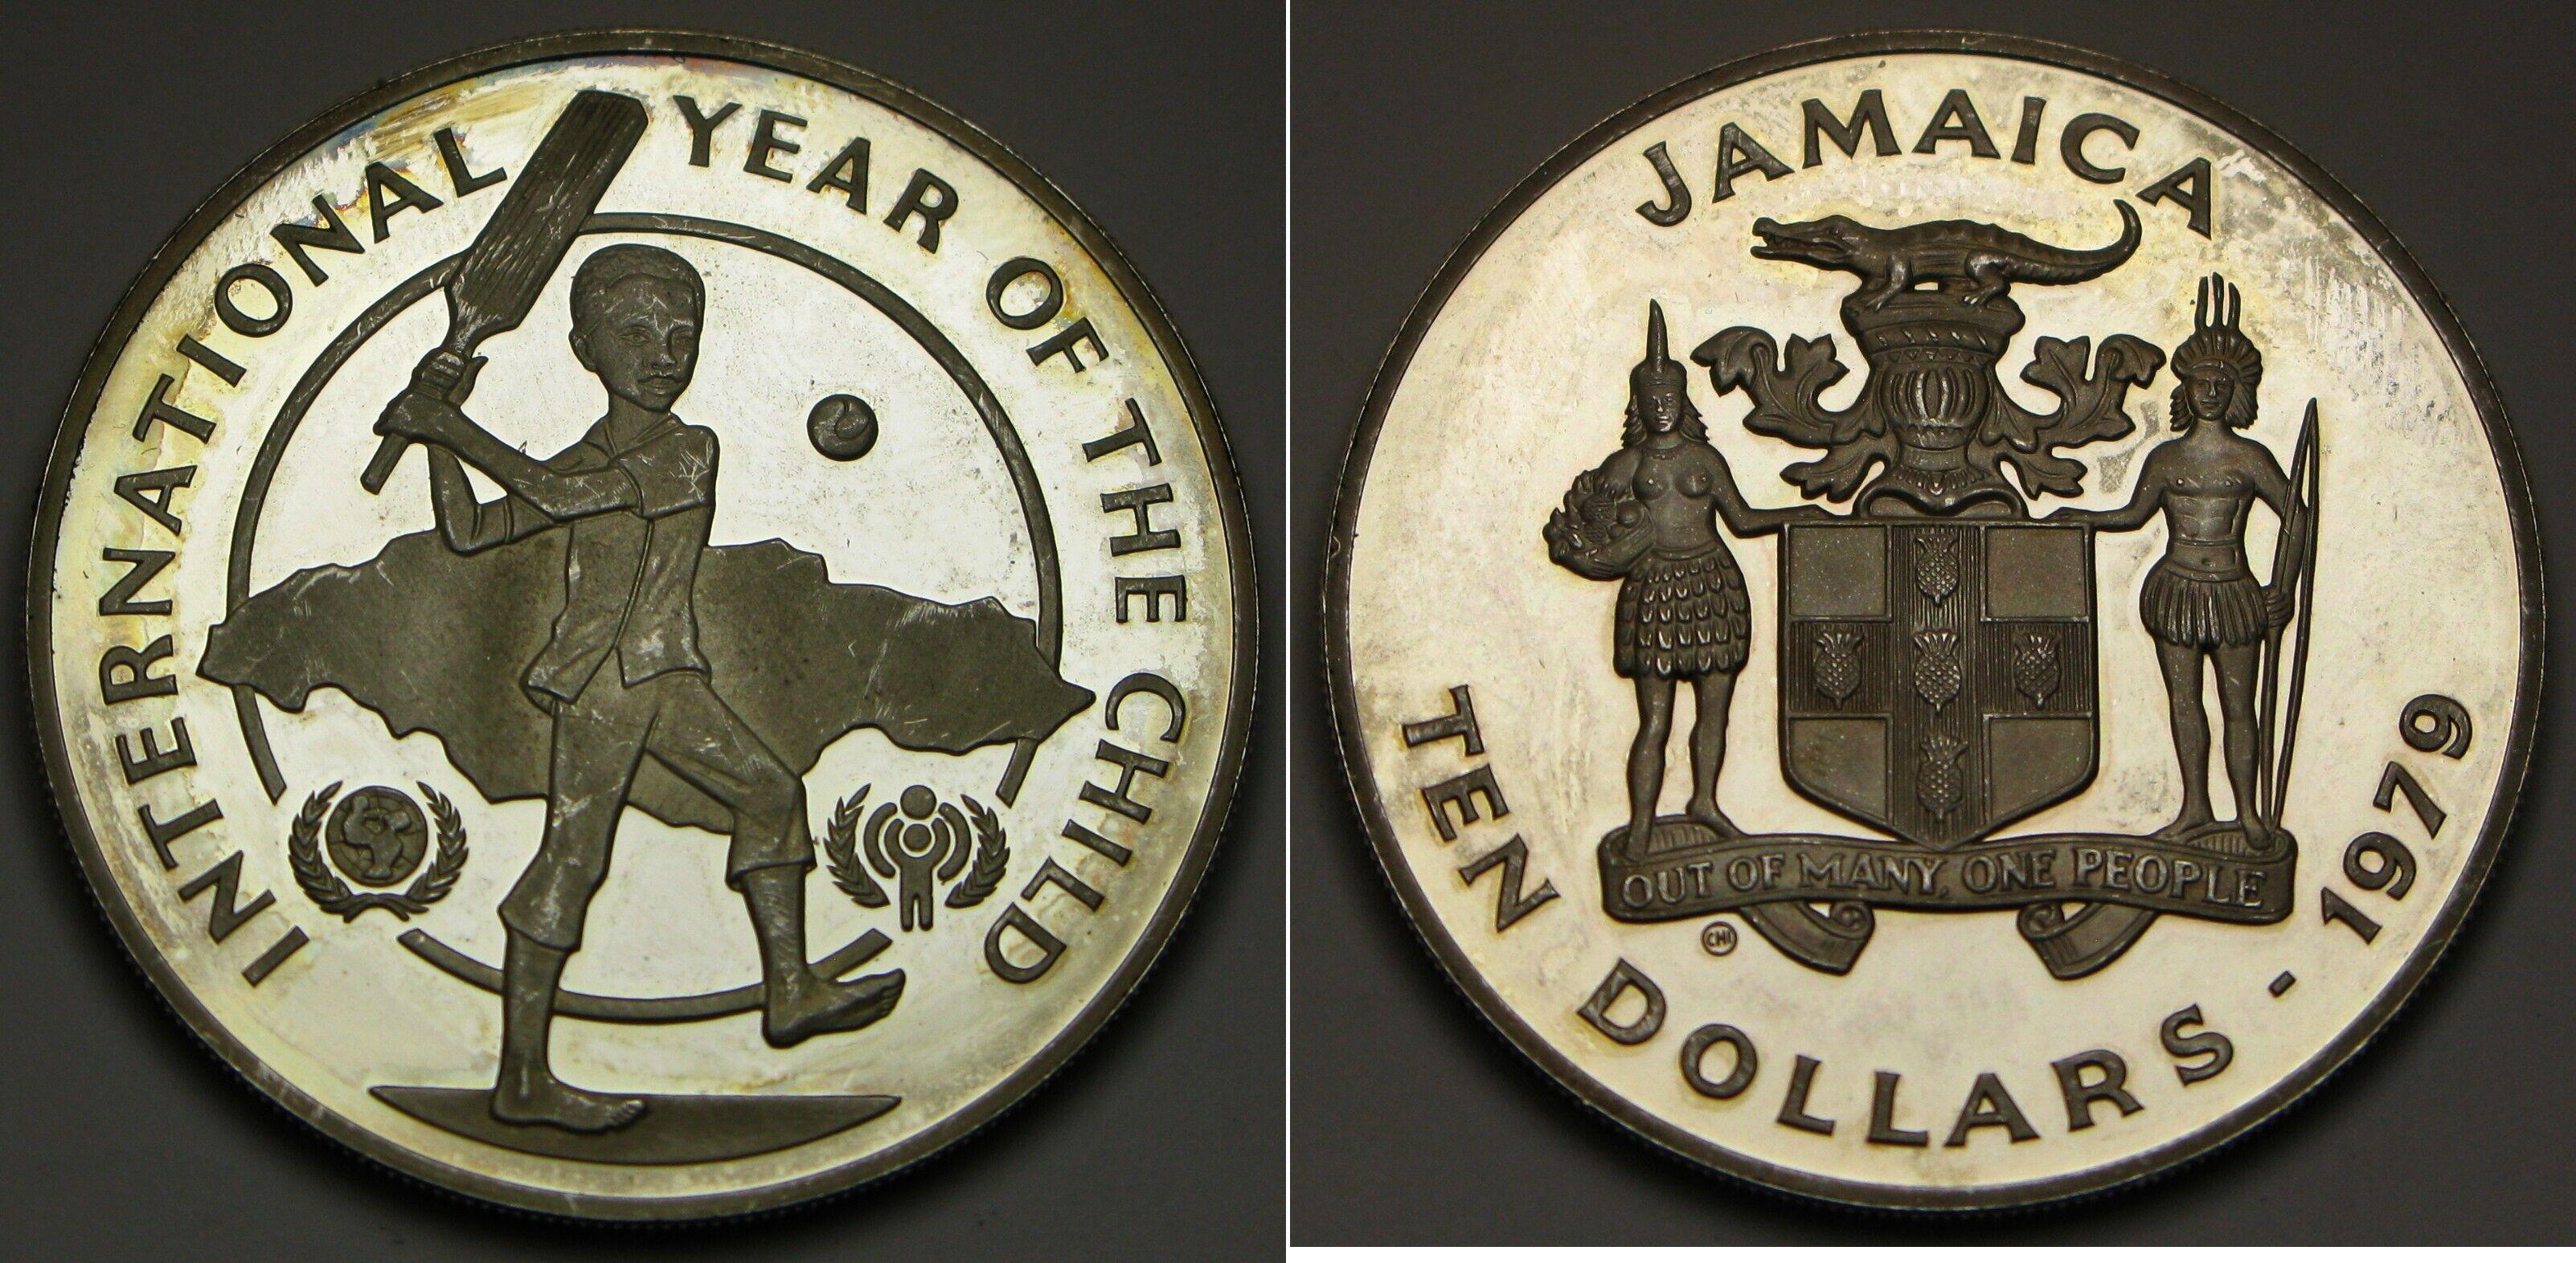 INTERNATIONAL YEAR OF THE CHILD
JAMAICA
OUT OF MANY, ONE PEOPLE
CHI
TEN DOLLARS - 1979